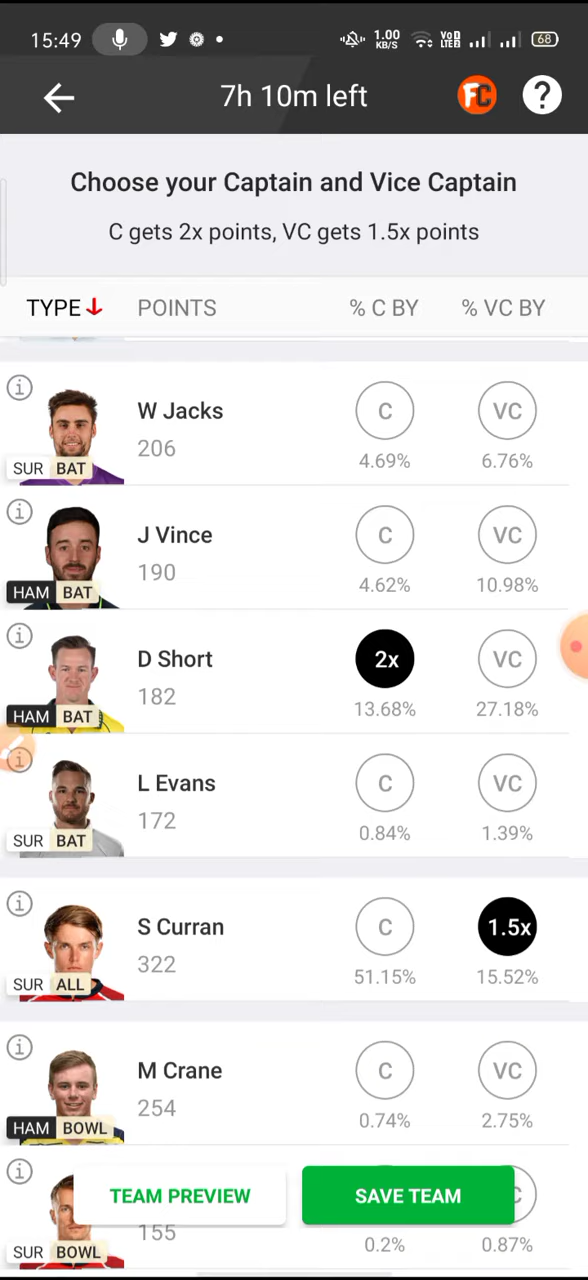 15:49 1.00 KB/S VoD LTE2 68
7h 10m left FC ?
Choose your Captain and Vice Captain
C gets 2x points, VC gets 1.5x points
TYPE POINTS % C BY % VC BY
W Jacks C VC
206 4.69% 6.76%
SUR BAT
J Vince C VC
190 4.62% 10.98%
HAM BAT
D Short 2x VC
182 13.68% 27.18%
HAM BAT
L Evans C VC
172 0.84% 1.39%
SUR BAT
S Curran C 1.5x
322 51.15% 15.52%
SUR ALL
M Crane C VC
254 0.74% 2.75%
HAM BOWL
TEAM PREVIEW SAVE TEAM
155 0.2% 0.87%
SUR BOWL